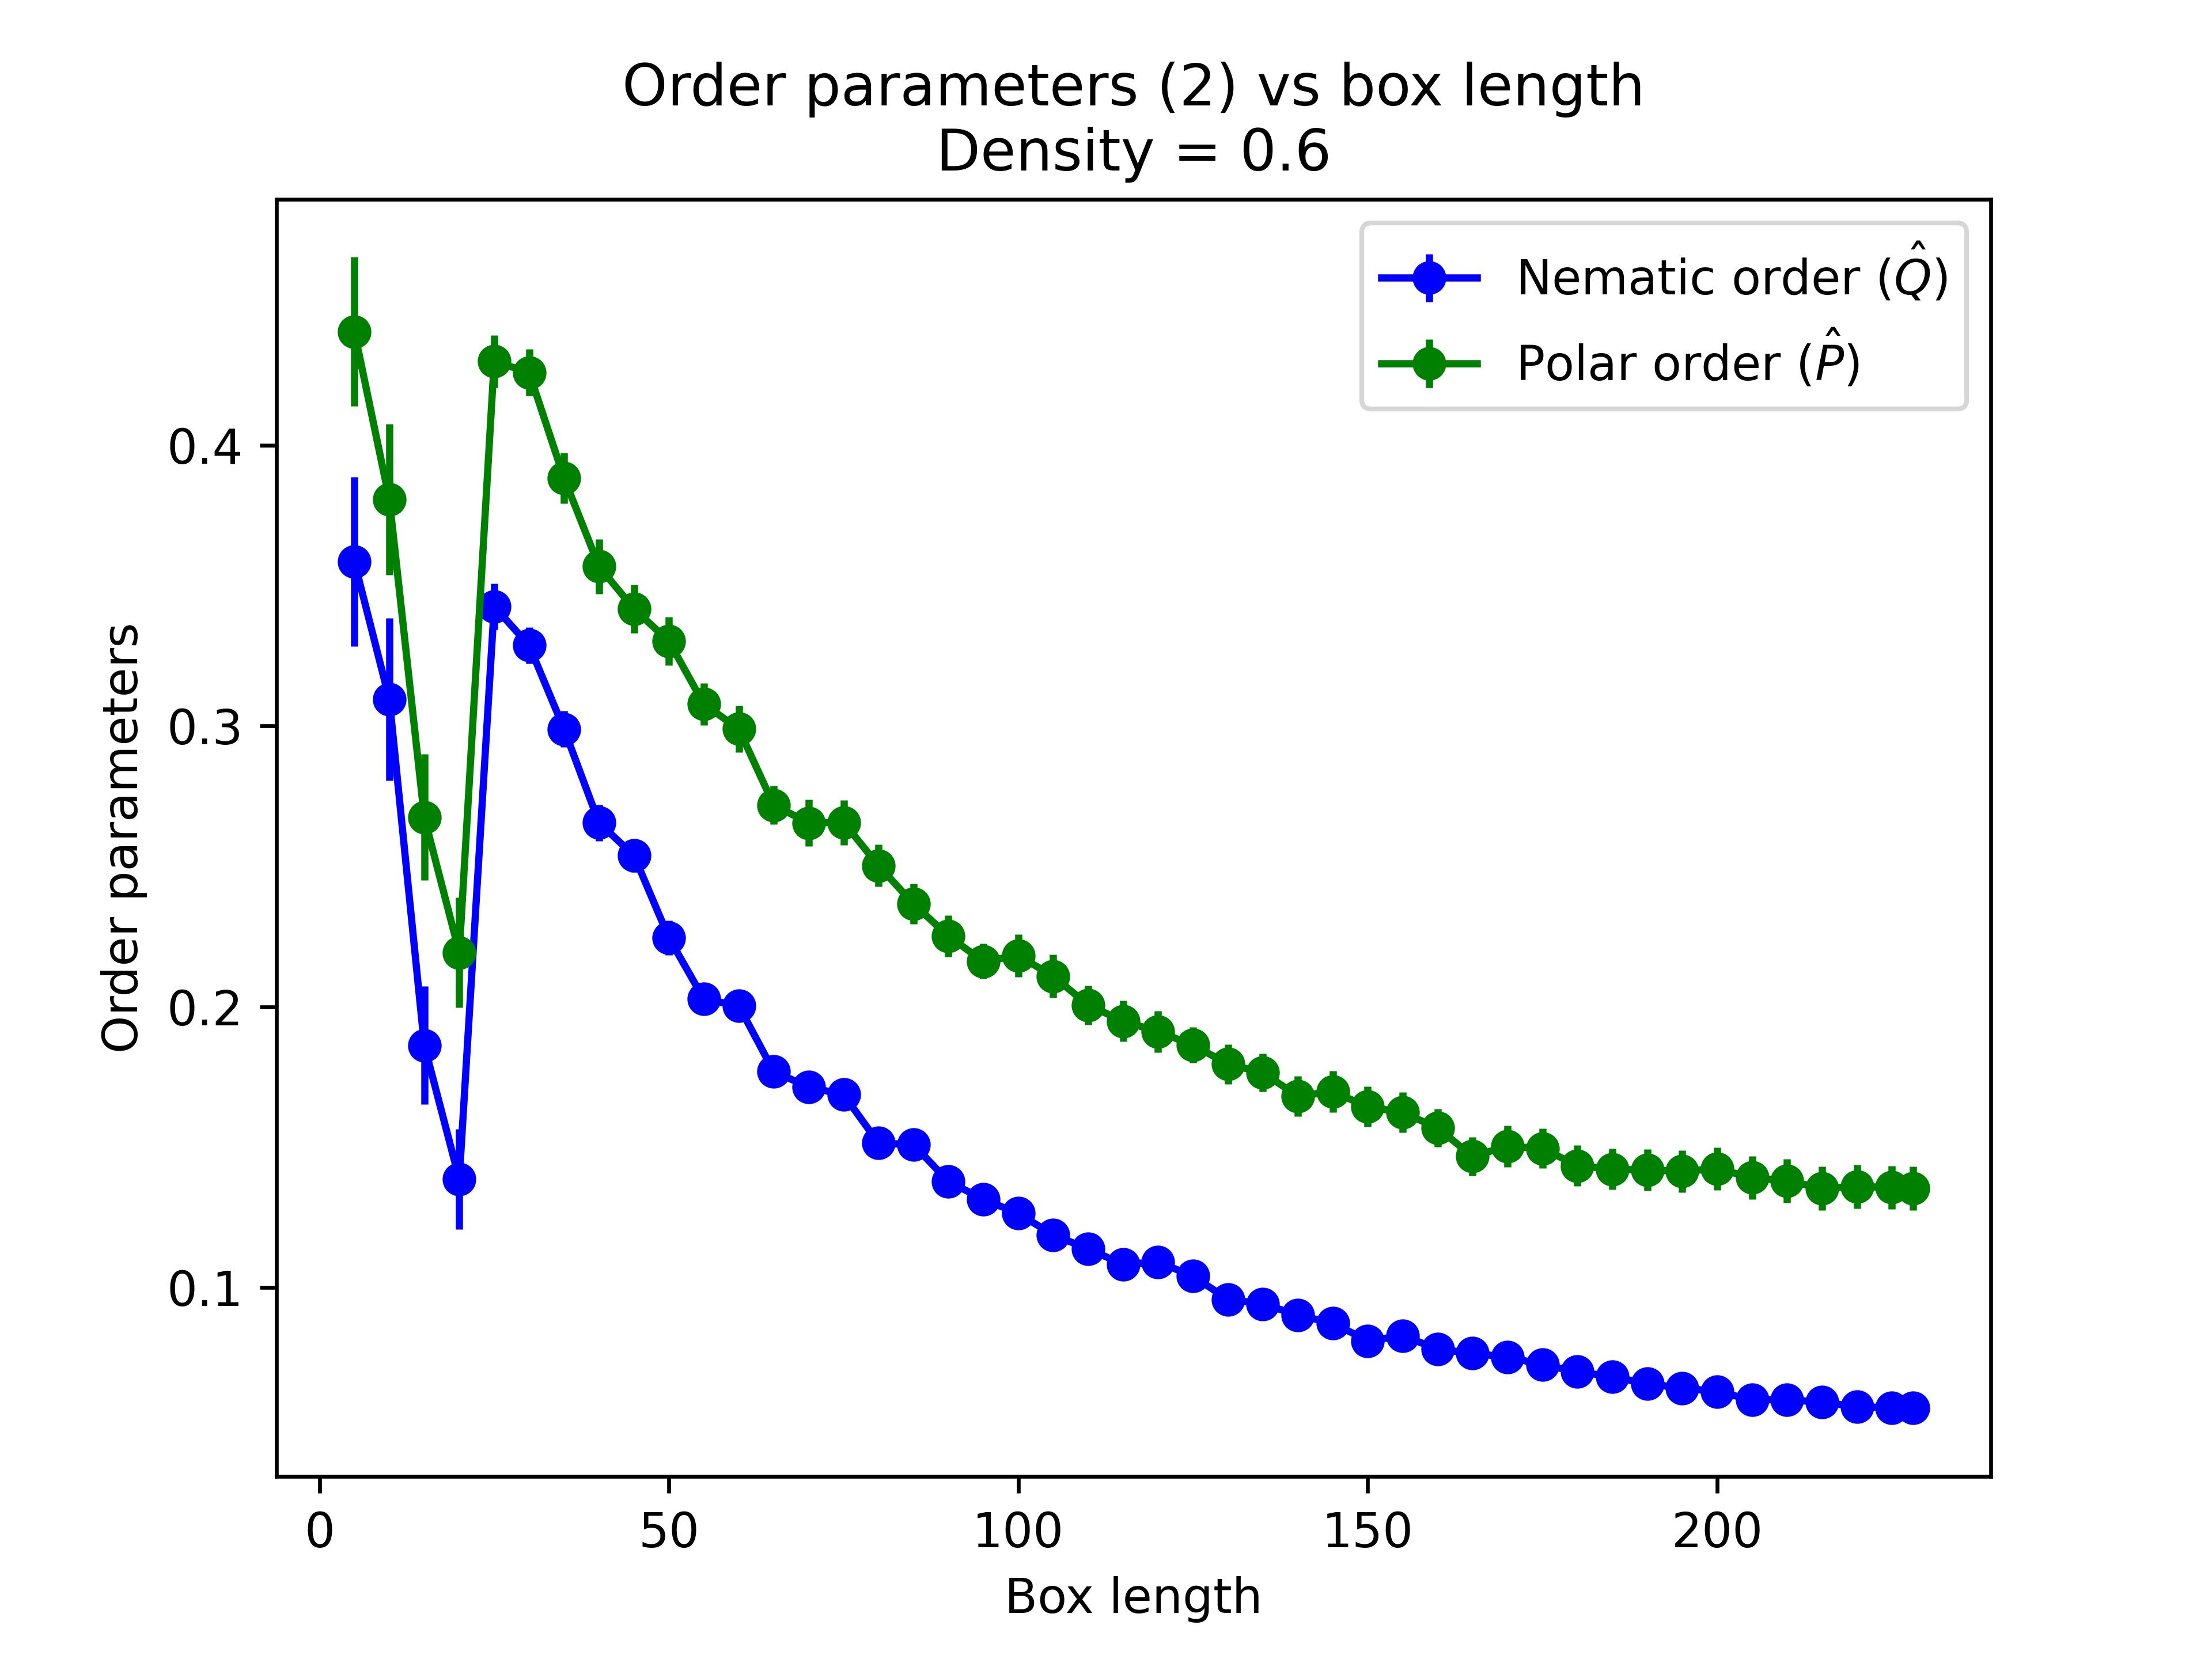 Order parameters (2) vs box length
Density = 0.6
Nematic order (Q̂)
Polar order (P̂)
Order parameters
0.4
0.3
0.2
0.1
0 50 100 150 200
Box length